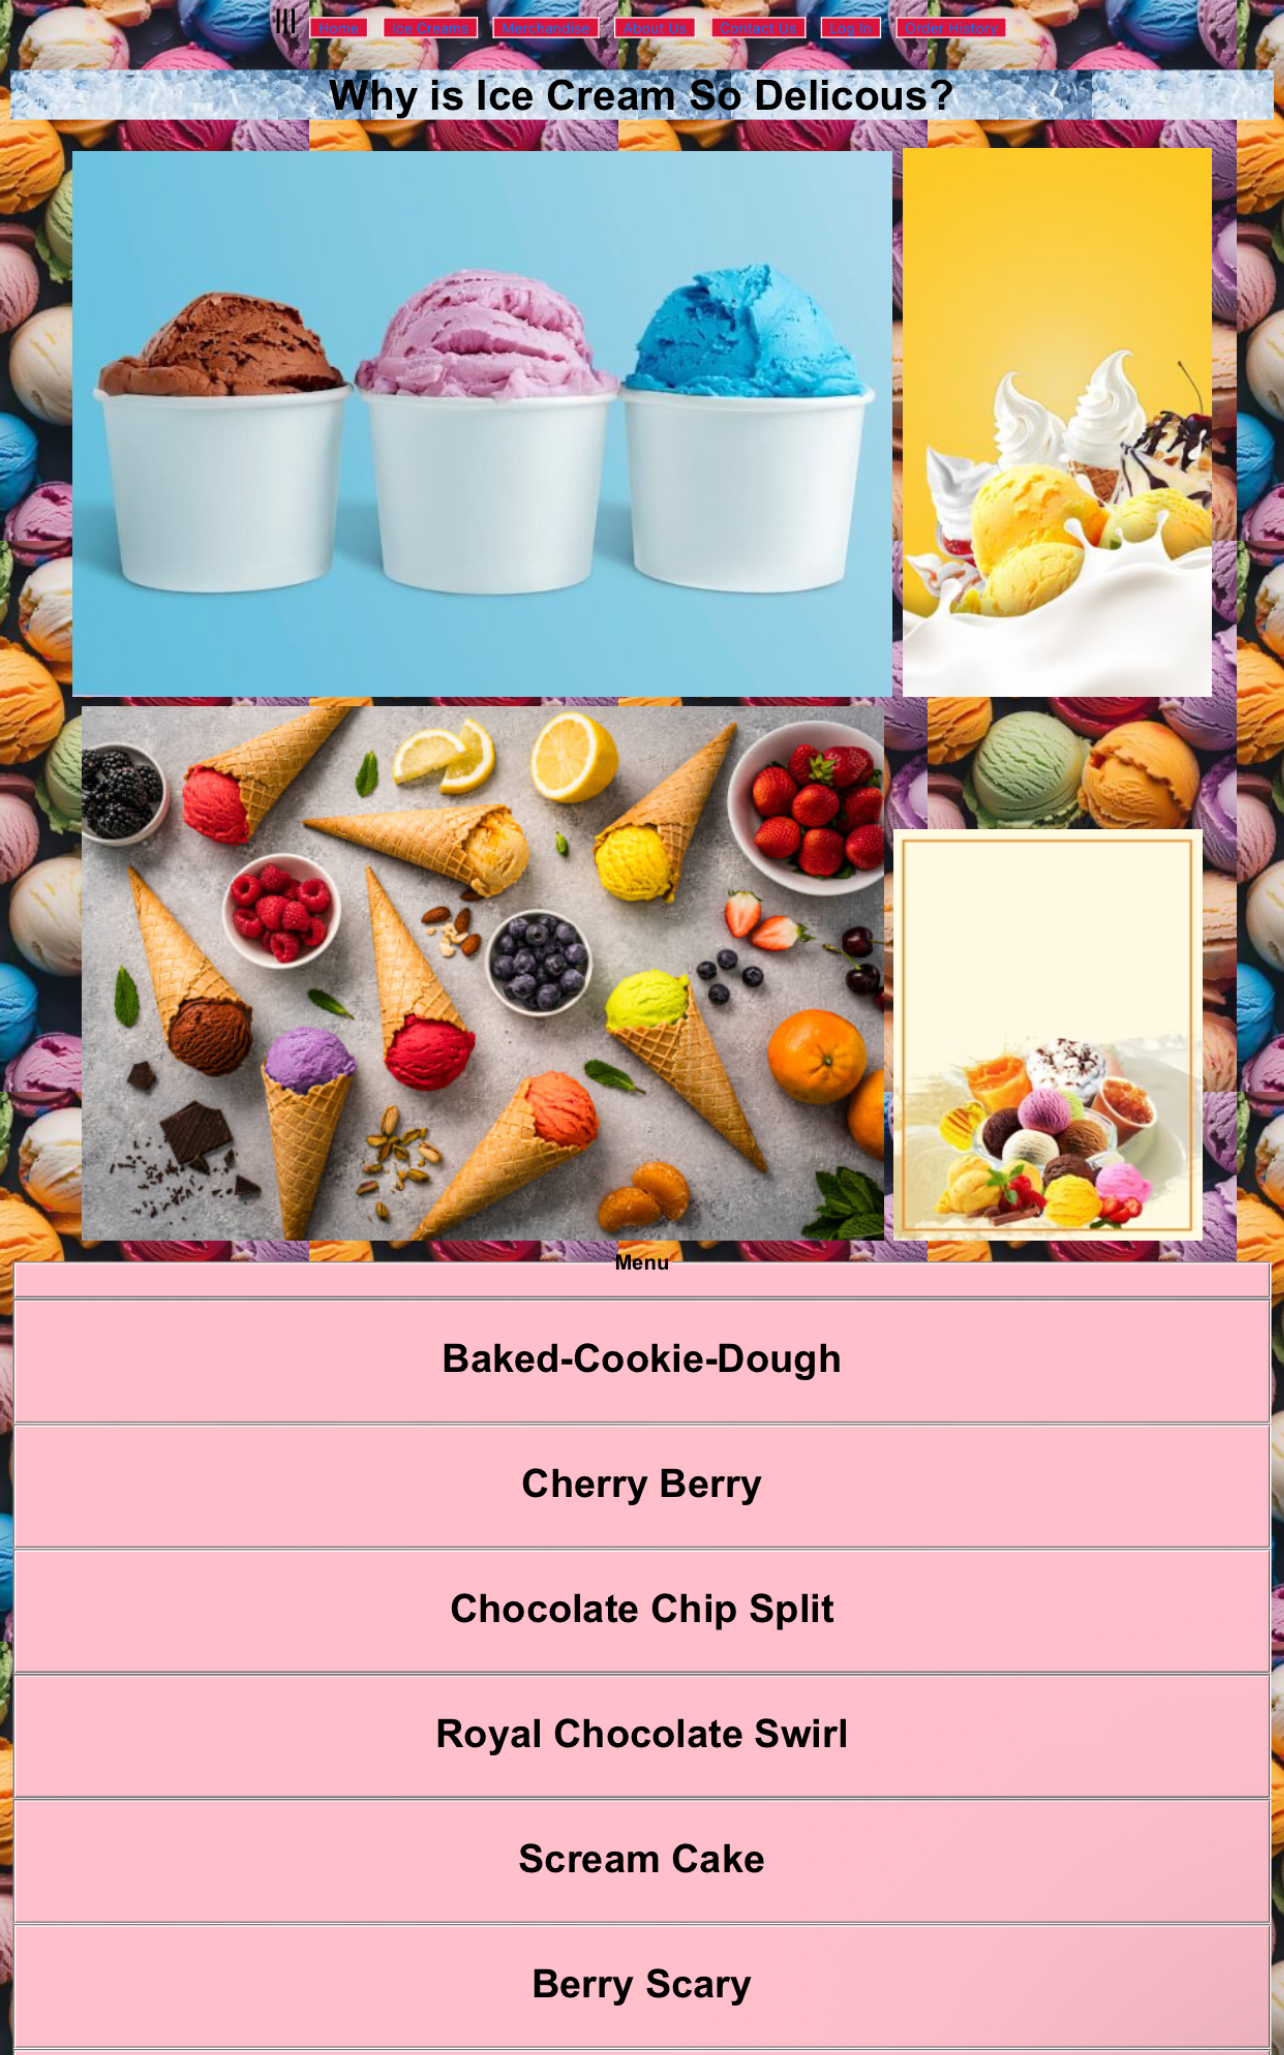 Home Ice Creams Merchandise About Us Contact Us Log In Order History
Why is Ice Cream So Delicous?
Menu
Baked-Cookie-Dough
Cherry Berry
Chocolate Chip Split
Royal Chocolate Swirl
Scream Cake
Berry Scary